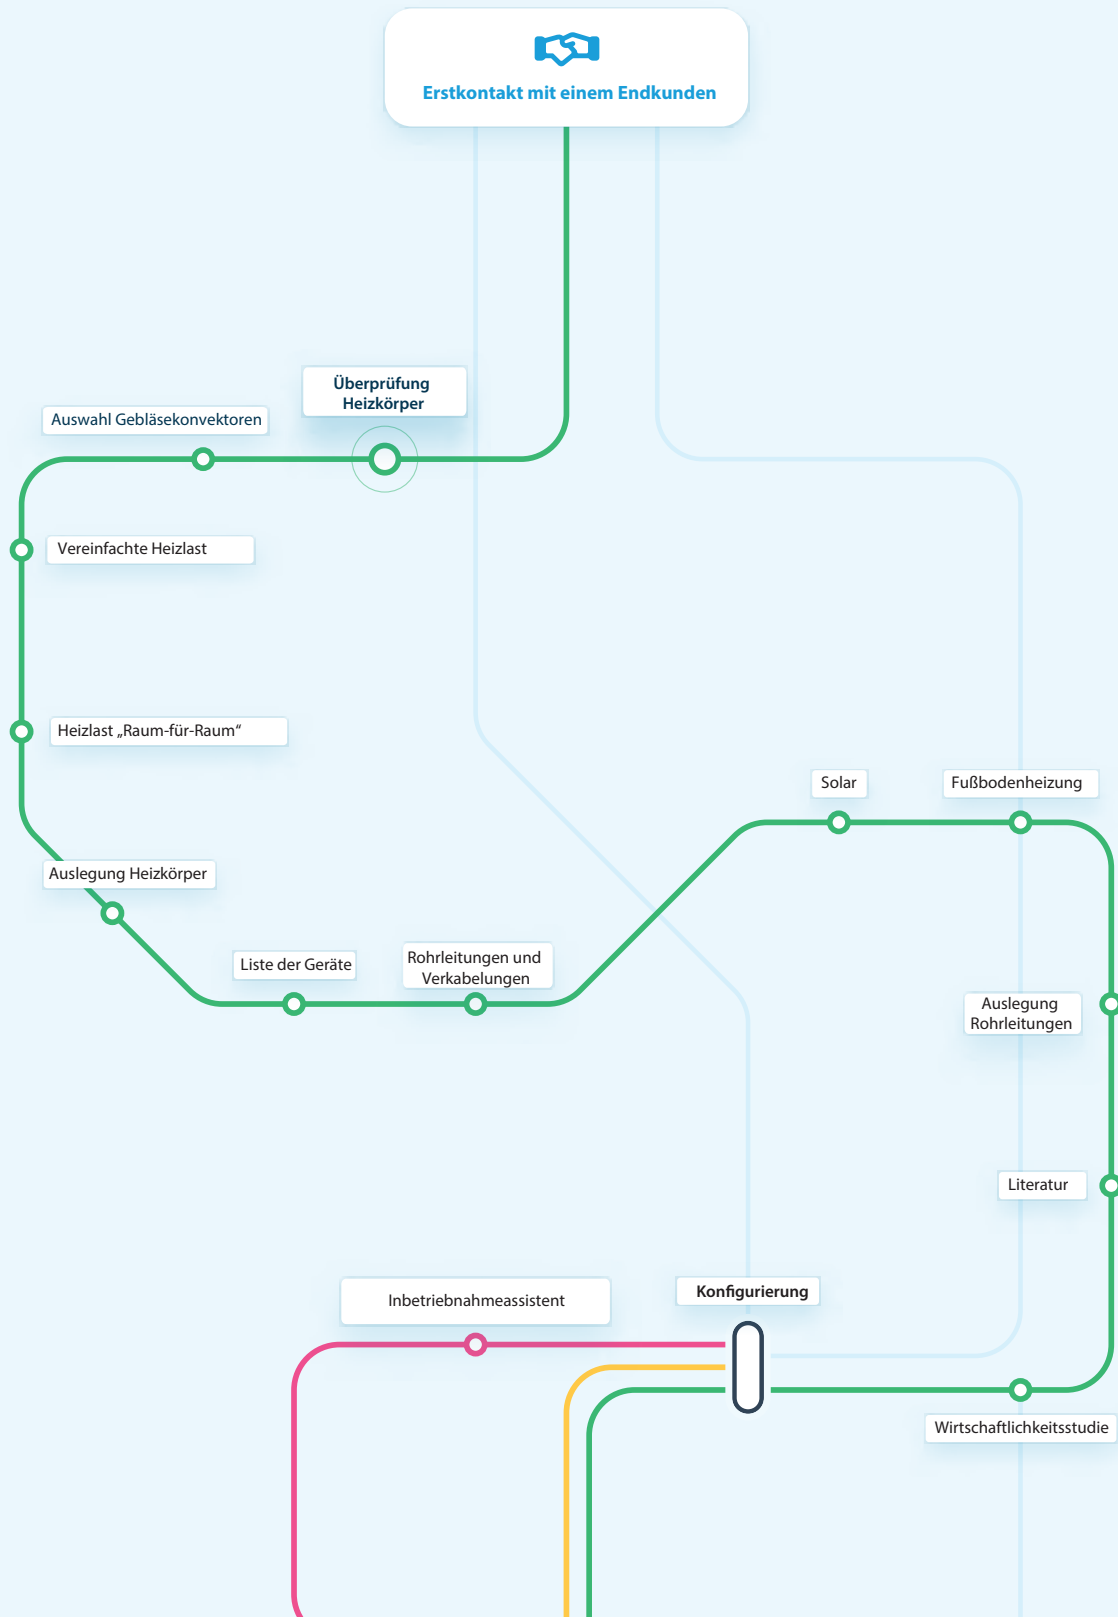 Erstkontakt mit einem Endkunden
Überprüfung
Heizkörper
Auswahl Gebläsekonvektoren
Vereinfachte Heizlast
Heizlast „Raum-für-Raum“
Auslegung Heizkörper
Liste der Geräte
Rohrleitungen und
Verkabelungen
Solar
Fußbodenheizung
Auslegung
Rohrleitungen
Literatur
Wirtschaftlichkeitsstudie
Konfigurierung
Inbetriebnahmeassistent